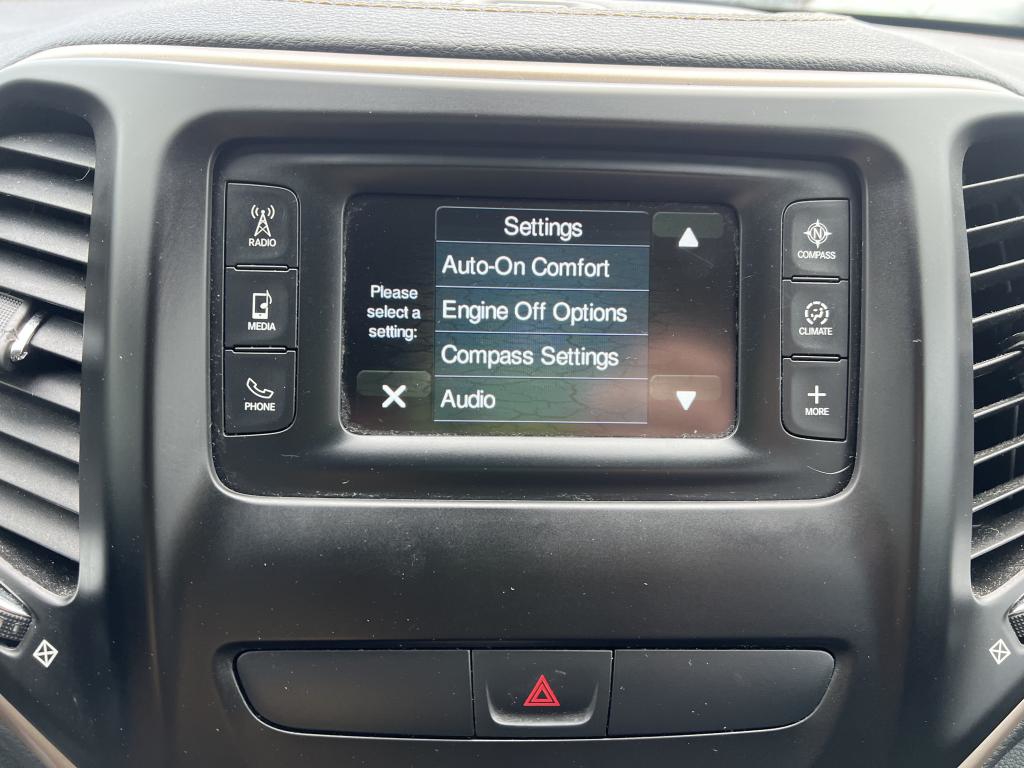 RADIO
MEDIA
PHONE
Please
select a
setting:
Settings
Auto-On Comfort
Engine Off Options
Compass Settings
Audio
N
COMPASS
CLIMATE
MORE